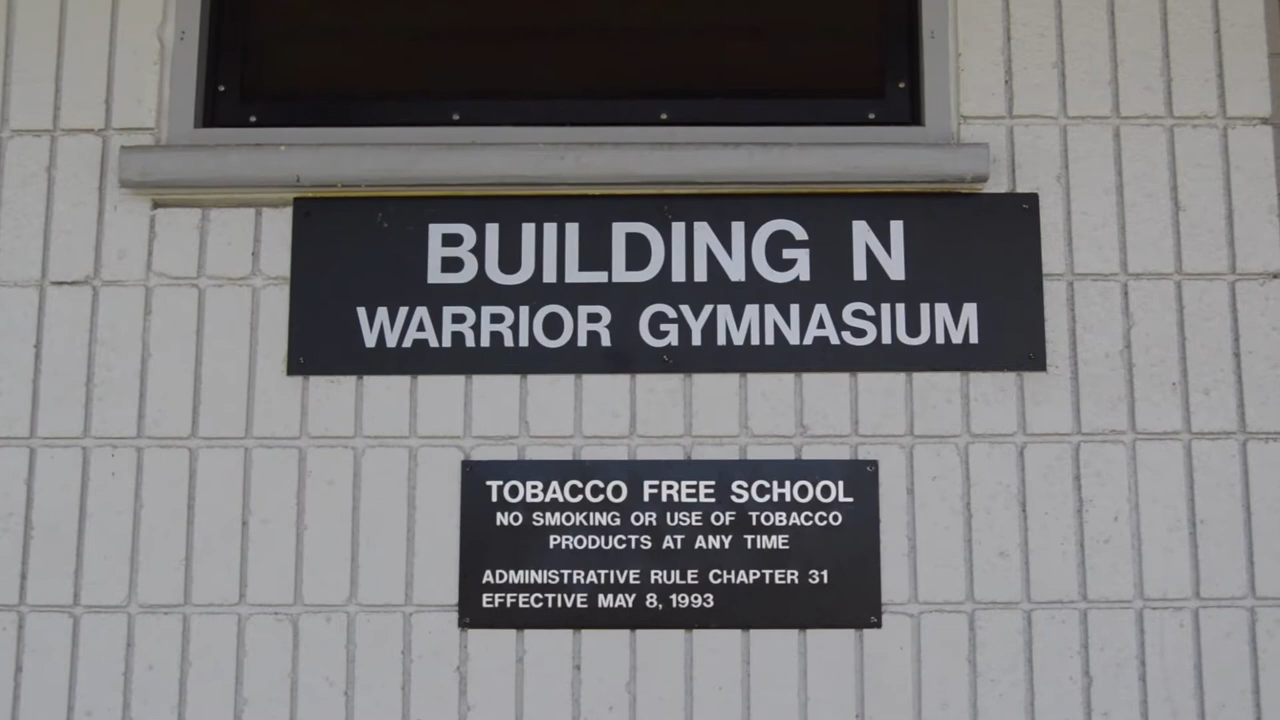 BUILDING N
WARRIOR GYMNASIUM
TOBACCO FREE SCHOOL
NO SMOKING OR USE OF TOBACCO
PRODUCTS AT ANY TIME
ADMINISTRATIVE RULE CHAPTER 31
EFFECTIVE MAY 8, 1993